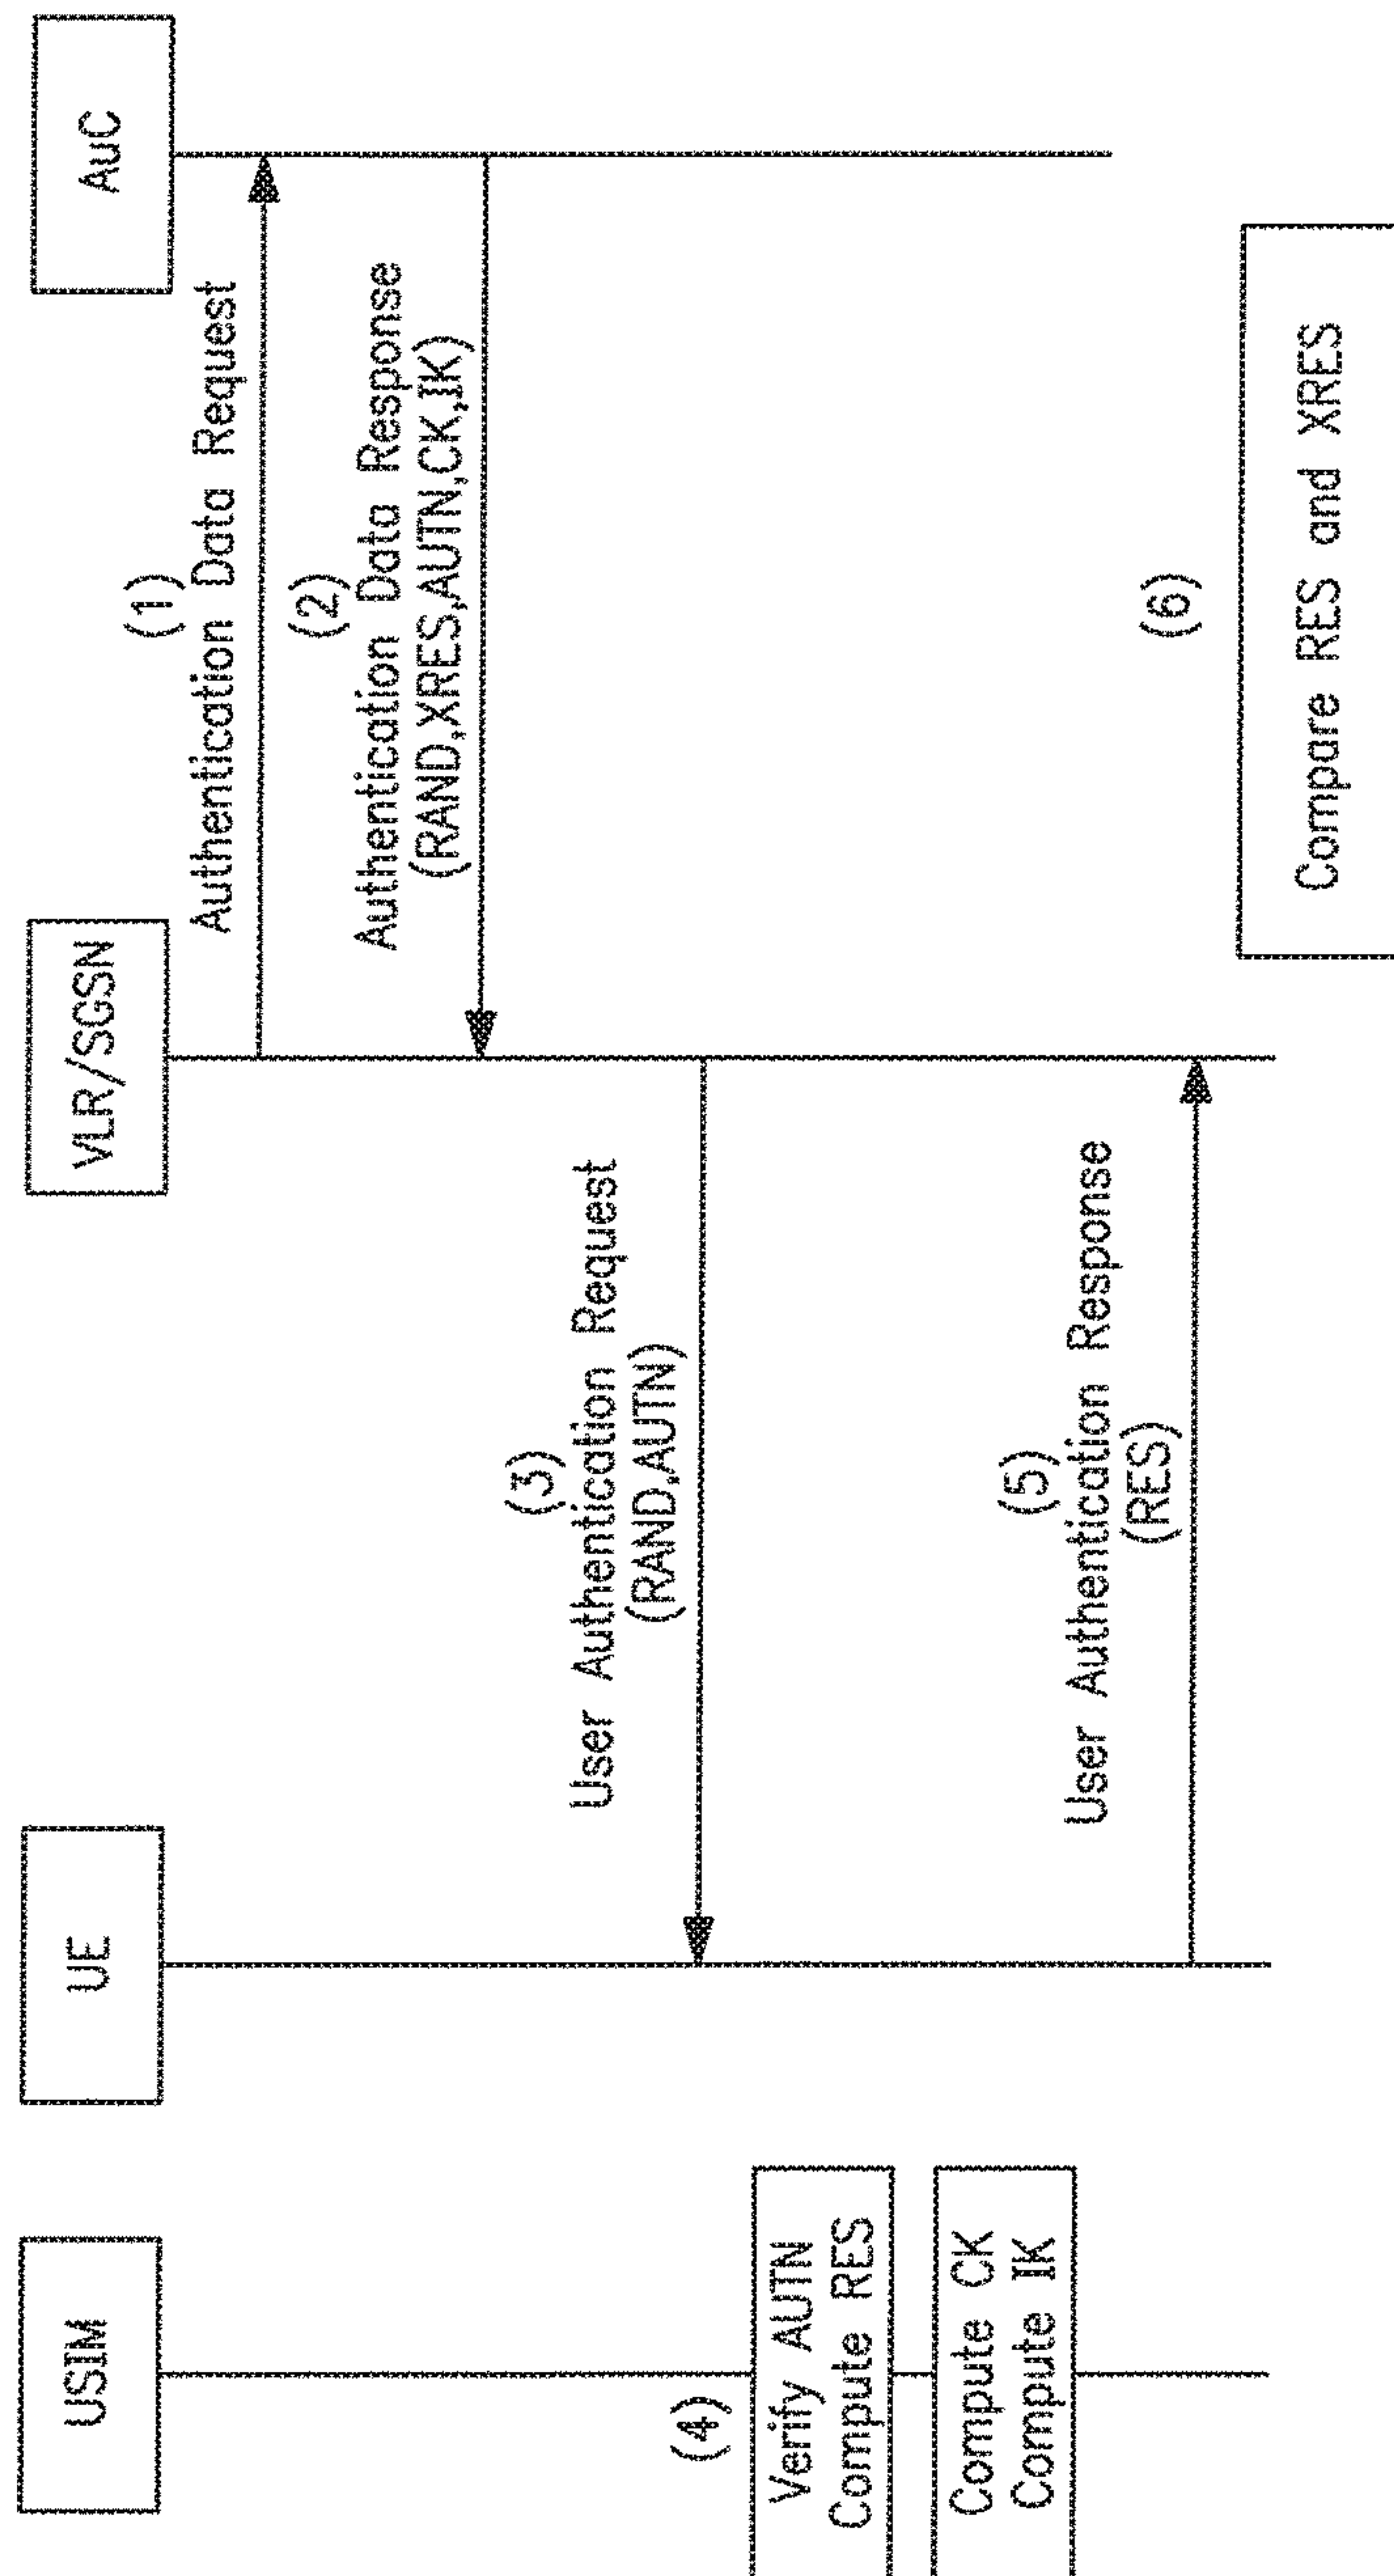 USIM
UE
VLR/SGSN
AuC
(1)
Authentication Data Request
(2)
Authentication Data Response
(RAND,XRES,AUTN,CK,IK)
(3)
User Authentication Request
(RAND,AUTN)
(4)
Verify AUTN
Compute RES
Compute CK
Compute IK
(5)
User Authentication Response
(RES)
(6)
Compare RES and XRES